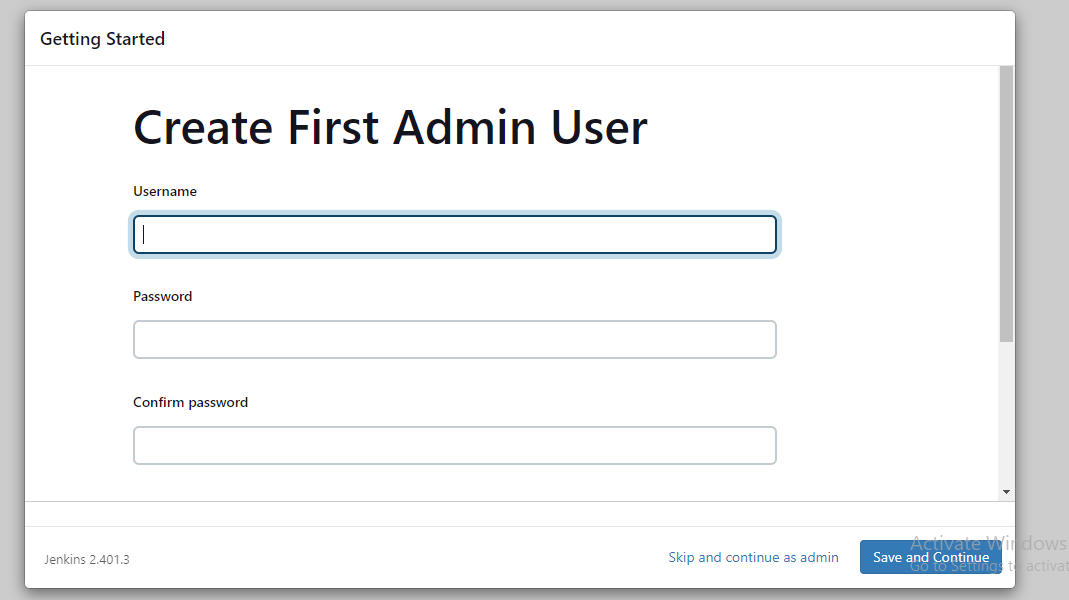 Getting Started
Create First Admin User
Username
Password
Confirm password
Jenkins 2.401.3
Skip and continue as admin
Save and Continue
Activate Windows
Go to Settings to activat